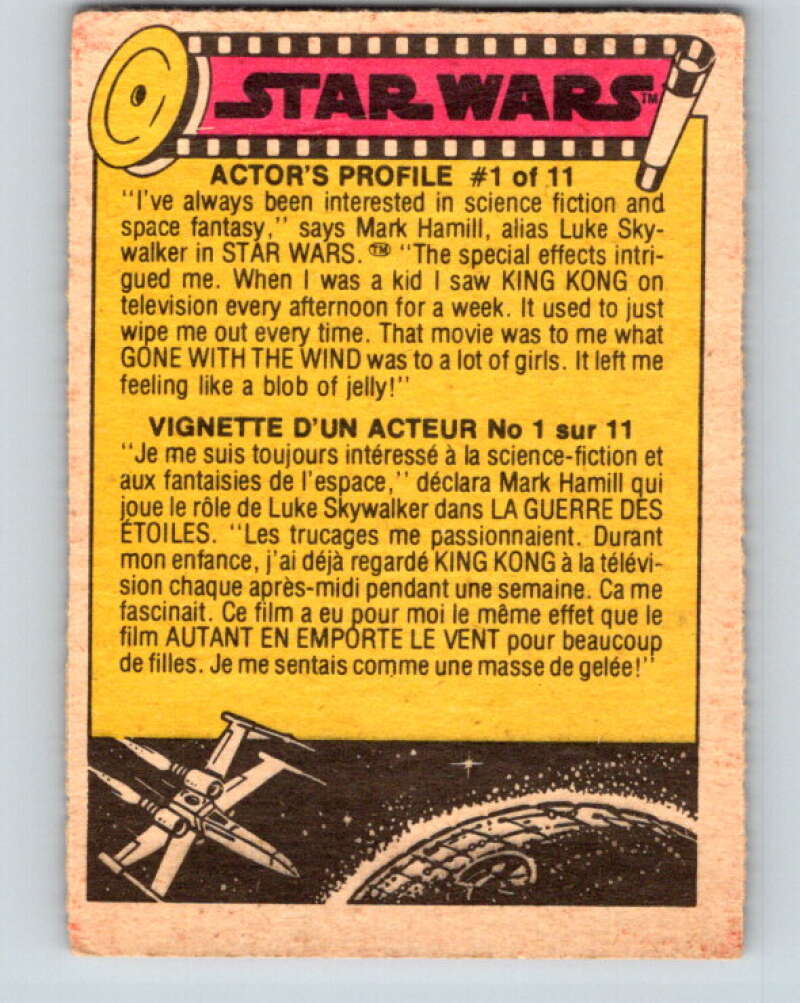 STAR WARS™
ACTOR'S PROFILE #1 of 11
"I've always been interested in science fiction and
space fantasy," says Mark Hamill, alias Luke Sky-
walker in STAR WARS.™ "The special effects intri-
gued me. When I was a kid I saw KING KONG on
television every afternoon for a week. It used to just
wipe me out every time. That movie was to me what
GONE WITH THE WIND was to a lot of girls. It left me
feeling like a blob of jelly!"
VIGNETTE D'UN ACTEUR No 1 sur 11
"Je me suis toujours intéressé à la science-fiction et
aux fantaisies de l'espace," déclara Mark Hamill qui
joue le rôle de Luke Skywalker dans LA GUERRE DES
ÉTOILES. "Les trucages me passionnaient. Durant
mon enfance, j'ai déjà regardé KING KONG à la télévi-
sion chaque après-midi pendant une semaine. Ca me
fascinait. Ce film a eu pour moi le même effet que le
film AUTANT EN EMPORTE LE VENT pour beaucoup
de filles. Je me sentais comme une masse de gelée!"